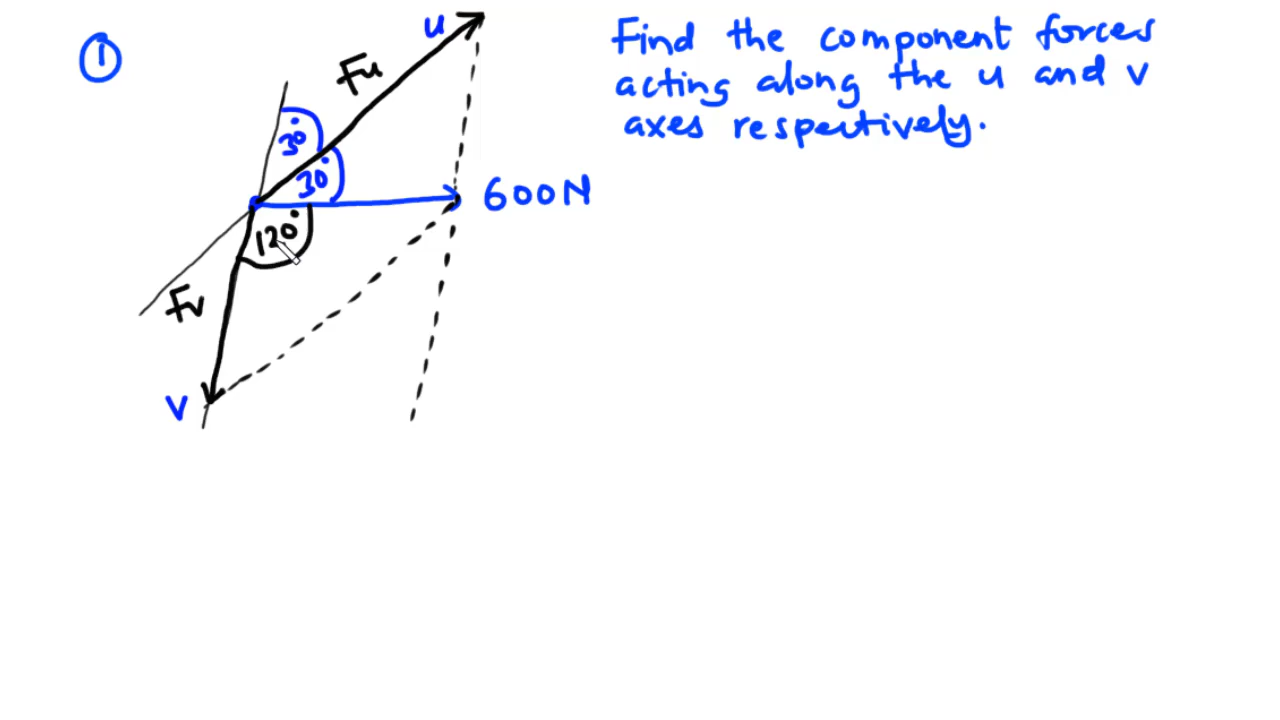 ①
u
Find the component forces
acting along the u and v
axes respectively.
Fu
30°
30°
600N
120°
Fv
v